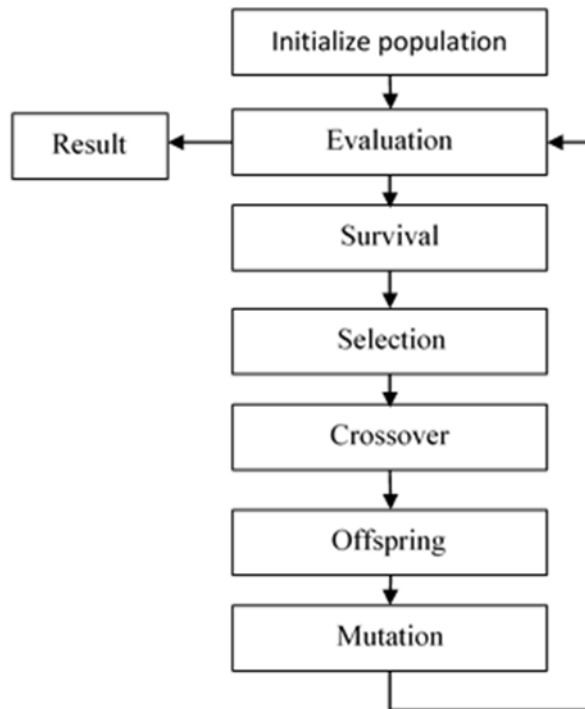 Initialize population
Result
Evaluation
Survival
Selection
Crossover
Offspring
Mutation